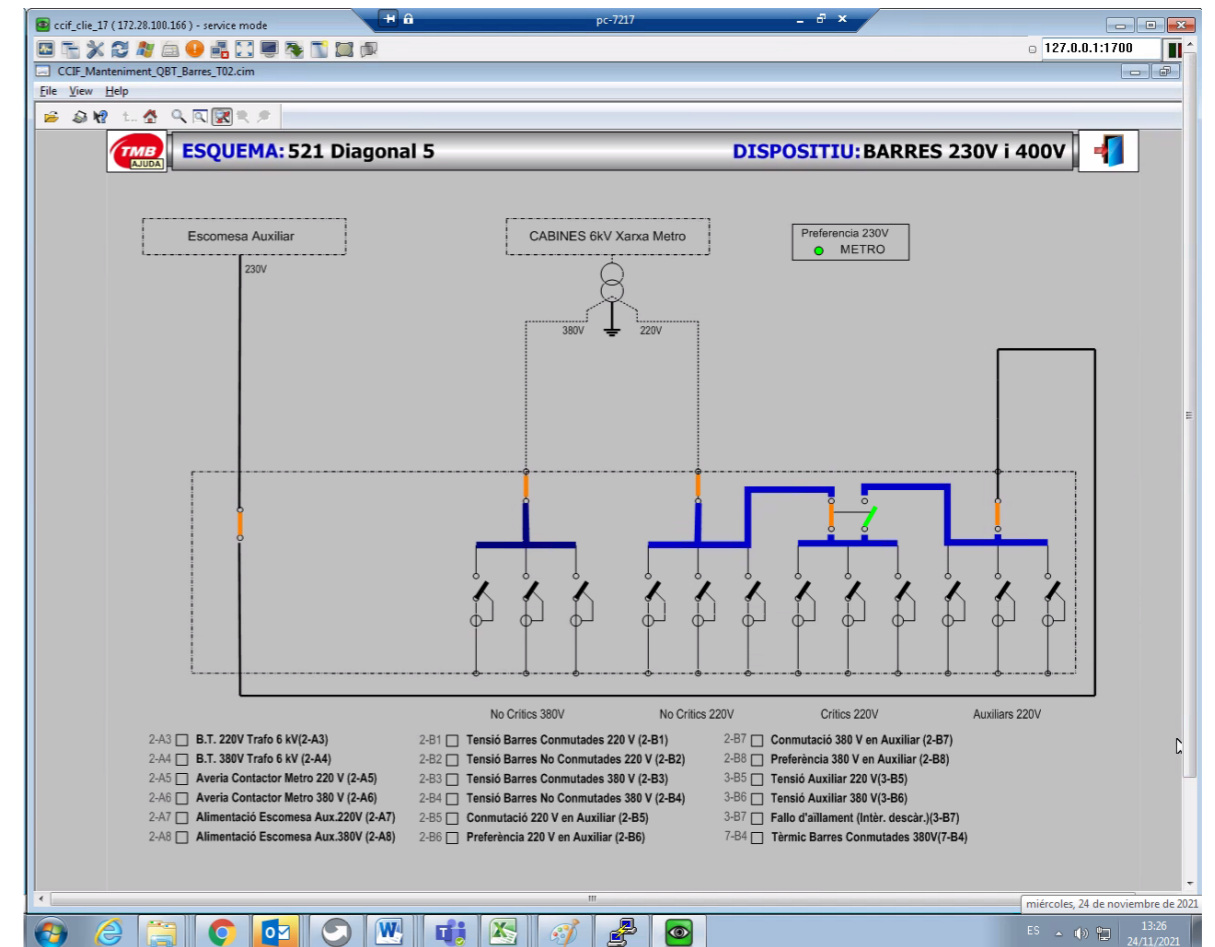 ccif_clie_17 ( 172.28.100.166 ) - service mode
pc-7217
127.0.0.1:1700
CCIF_Manteniment_QBT_Barres_T02.cim
File View Help
TMB
AJUDA
ESQUEMA: 521 Diagonal 5
DISPOSITIU: BARRES 230V i 400V
Escomesa Auxiliar
CABINES 6kV Xarxa Metro
Preferencia 230V
METRO
230V
380V
220V
No Crítics 380V
No Crítics 220V
Crítics 220V
Auxiliars 220V
2-A3 B.T. 220V Trafo 6 kV(2-A3)
2-A4 B.T. 380V Trafo 6 kV (2-A4)
2-A5 Averia Contactor Metro 220 V (2-A5)
2-A6 Averia Contactor Metro 380 V (2-A6)
2-A7 Alimentació Escomesa Aux.220V (2-A7)
2-A8 Alimentació Escomesa Aux.380V (2-A8)
2-B1 Tensió Barres Conmutades 220 V (2-B1)
2-B2 Tensió Barres No Conmutades 220 V (2-B2)
2-B3 Tensió Barres Conmutades 380 V (2-B3)
2-B4 Tensió Barres No Conmutades 380 V (2-B4)
2-B5 Conmutació 220 V en Auxiliar (2-B5)
2-B6 Preferència 220 V en Auxiliar (2-B6)
2-B7 Conmutació 380 V en Auxiliar (2-B7)
2-B8 Preferència 380 V en Auxiliar (2-B8)
3-B5 Tensió Auxiliar 220 V(3-B5)
3-B6 Tensió Auxiliar 380 V(3-B6)
3-B7 Fallo d'aïllament (Intèr. descàr.)(3-B7)
7-B4 Tèrmic Barres Conmutades 380V(7-B4)
miércoles, 24 de noviembre de 2021
ES
13:26
24/11/2021